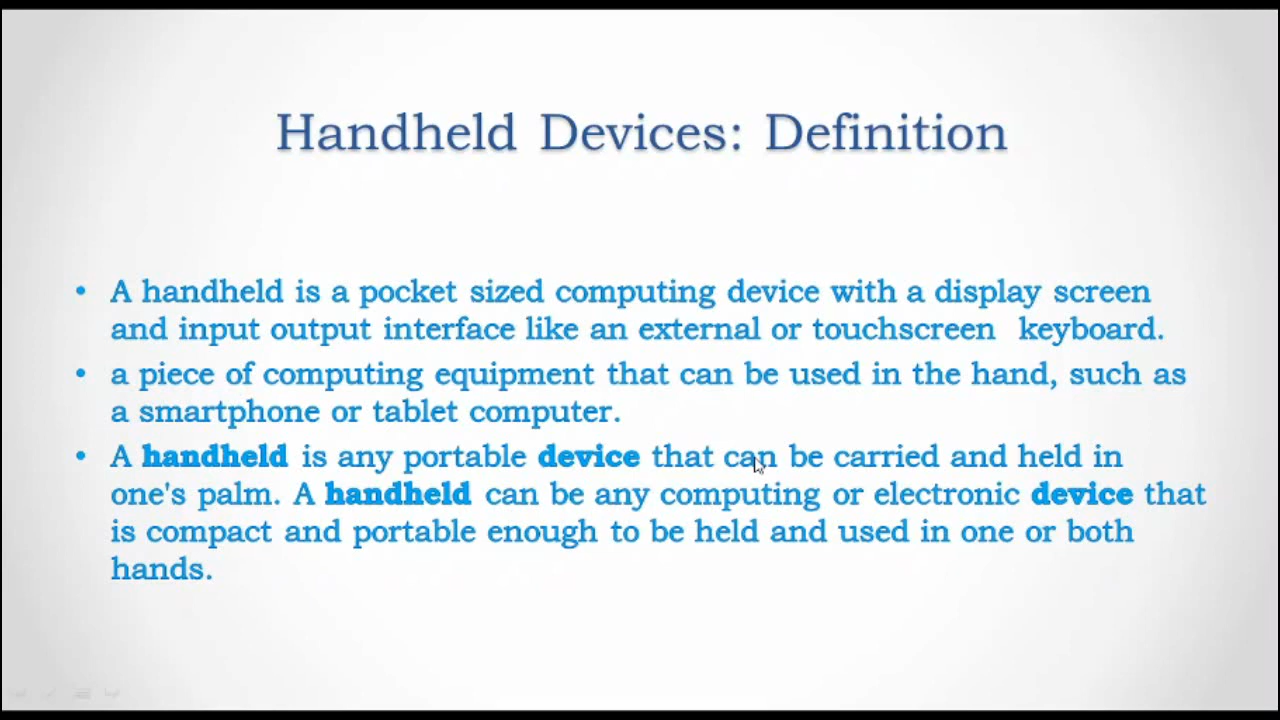 Handheld Devices: Definition
• A handheld is a pocket sized computing device with a display screen
and input output interface like an external or touchscreen  keyboard.
• a piece of computing equipment that can be used in the hand, such as
a smartphone or tablet computer.
• A handheld is any portable device that can be carried and held in
one's palm. A handheld can be any computing or electronic device that
is compact and portable enough to be held and used in one or both
hands.